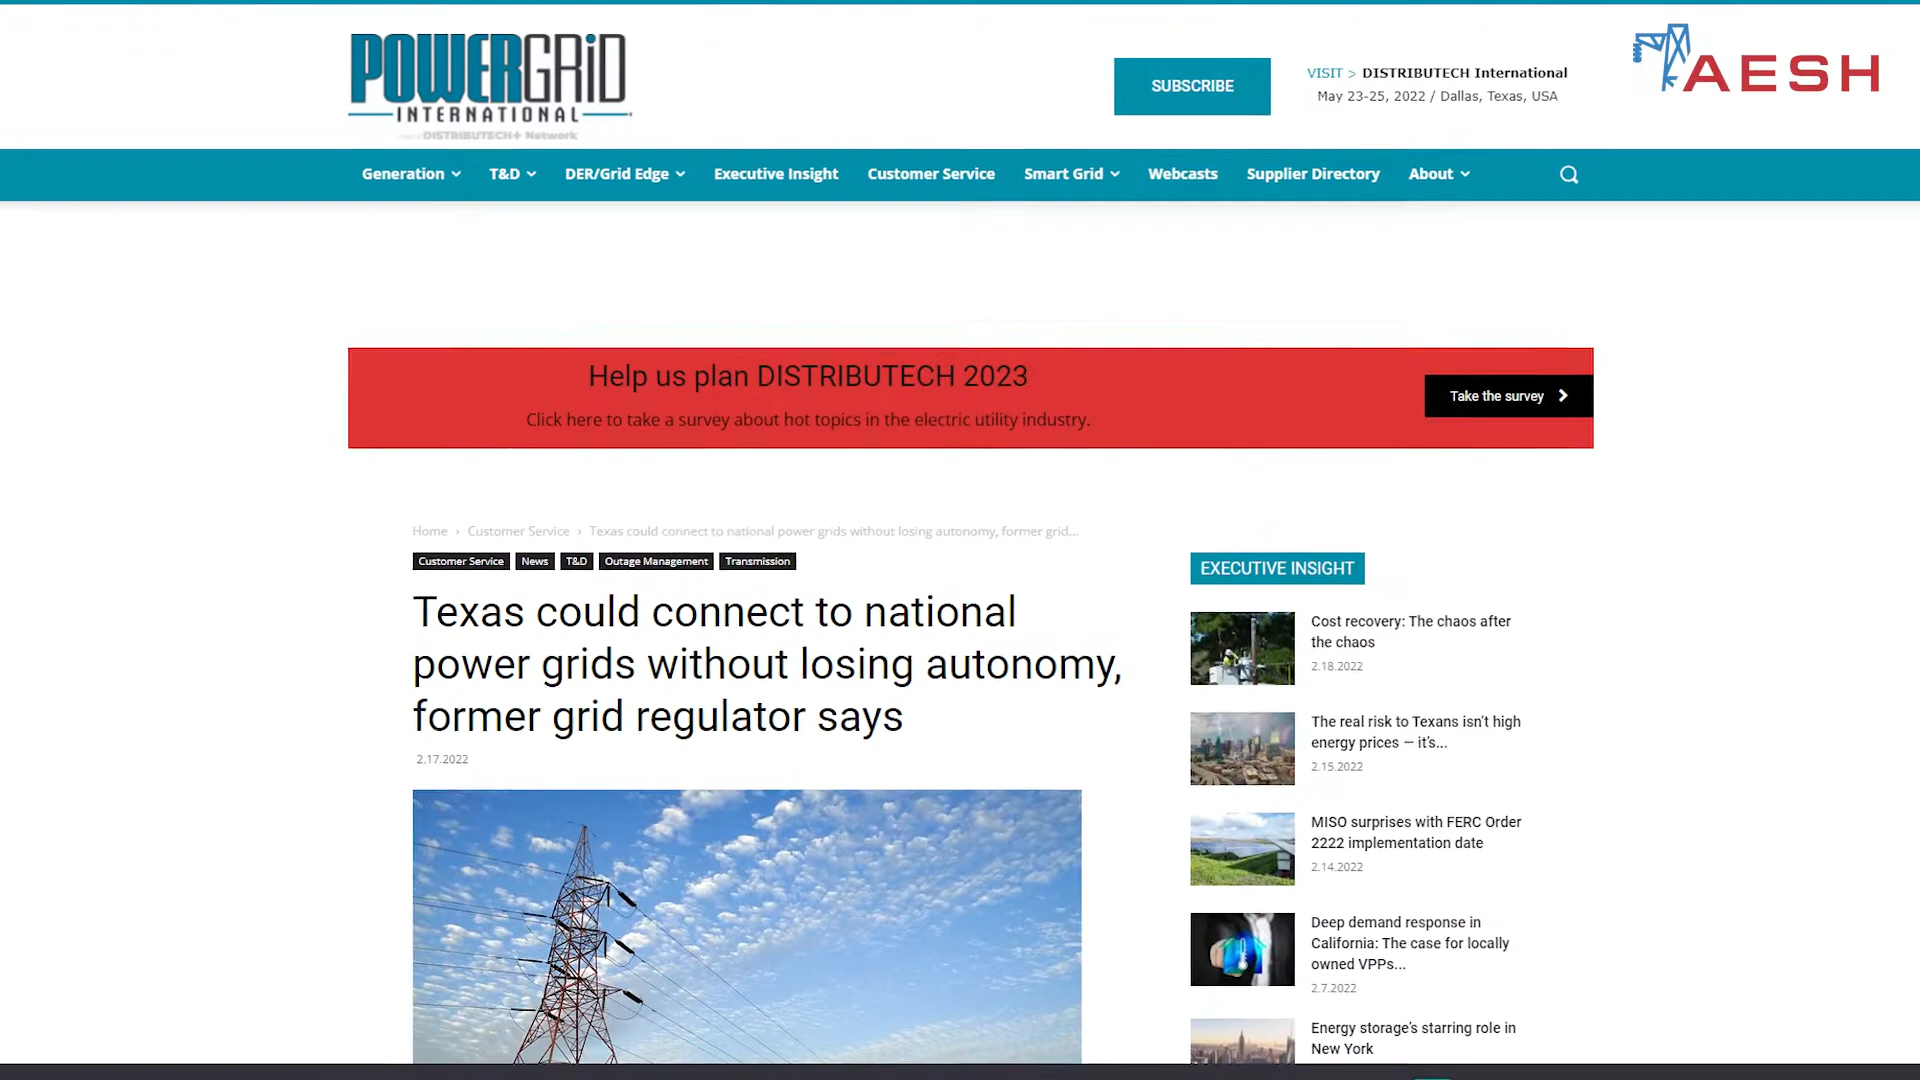 POWERGRiD
INTERNATIONAL
DISTRIBUTECH+ Network
SUBSCRIBE
VISIT > DISTRIBUTECH International
May 23-25, 2022 / Dallas, Texas, USA
AESH
Generation
T&D
DER/Grid Edge
Executive Insight
Customer Service
Smart Grid
Webcasts
Supplier Directory
About
Help us plan DISTRIBUTECH 2023
Click here to take a survey about hot topics in the electric utility industry.
Take the survey
Home › Customer Service › Texas could connect to national power grids without losing autonomy, former grid...
Customer Service
News
T&D
Outage Management
Transmission
Texas could connect to national
power grids without losing autonomy,
former grid regulator says
2.17.2022
EXECUTIVE INSIGHT
Cost recovery: The chaos after
the chaos
2.18.2022
The real risk to Texans isn't high
energy prices — it's...
2.15.2022
MISO surprises with FERC Order
2222 implementation date
2.14.2022
Deep demand response in
California: The case for locally
owned VPPs...
2.7.2022
Energy storage's starring role in
New York